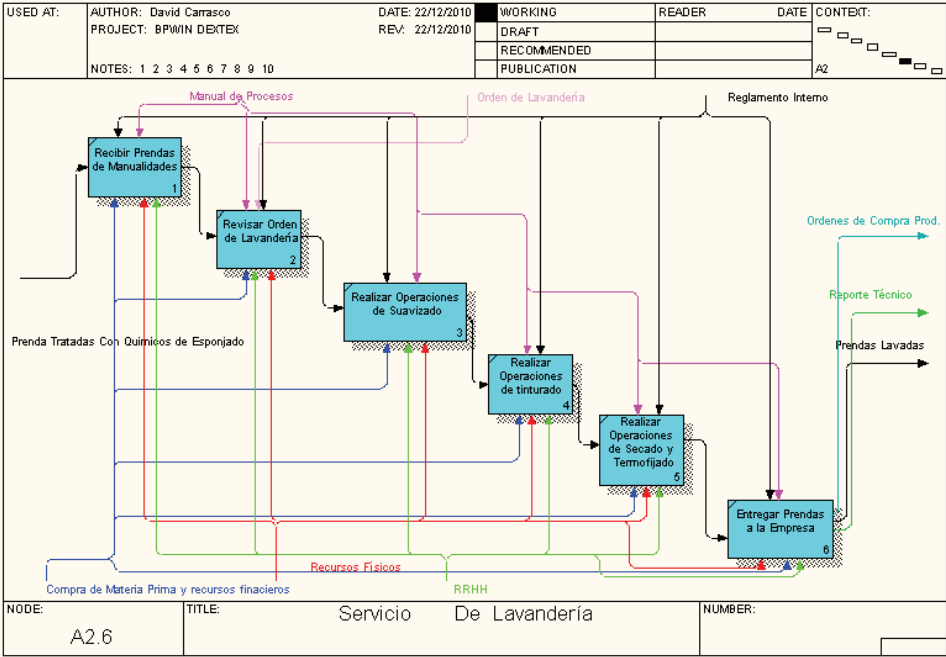 USED AT:
AUTHOR: David Carrasco
DATE: 22/12/2010
PROJECT: BPWIN DEXTEX
REV: 22/12/2010
NOTES: 1 2 3 4 5 6 7 8 9 10
WORKING
DRAFT
RECOMMENDED
PUBLICATION
READER
DATE
CONTEXT:
A2
Manual de Procesos
Orden de Lavandería
Reglamento Interno
Recibir Prendas
de Manualidades
1
Revisar Orden
de Lavandería
2
Ordenes de Compra Prod.
Realizar Operaciones
de Suavizado
3
Reporte Técnico
Prenda Tratadas Con Quimicos de Esponjado
Prendas Lavadas
Realizar
Operaciones
de tinturado
4
Realizar
Operaciones
de Secado y
Termofijado
5
Entregar Prendas
a la Empresa
6
Recursos Físicos
Compra de Materia Prima y recursos finacieros
RRHH
NODE:
A2.6
TITLE:
Servicio De Lavandería
NUMBER: